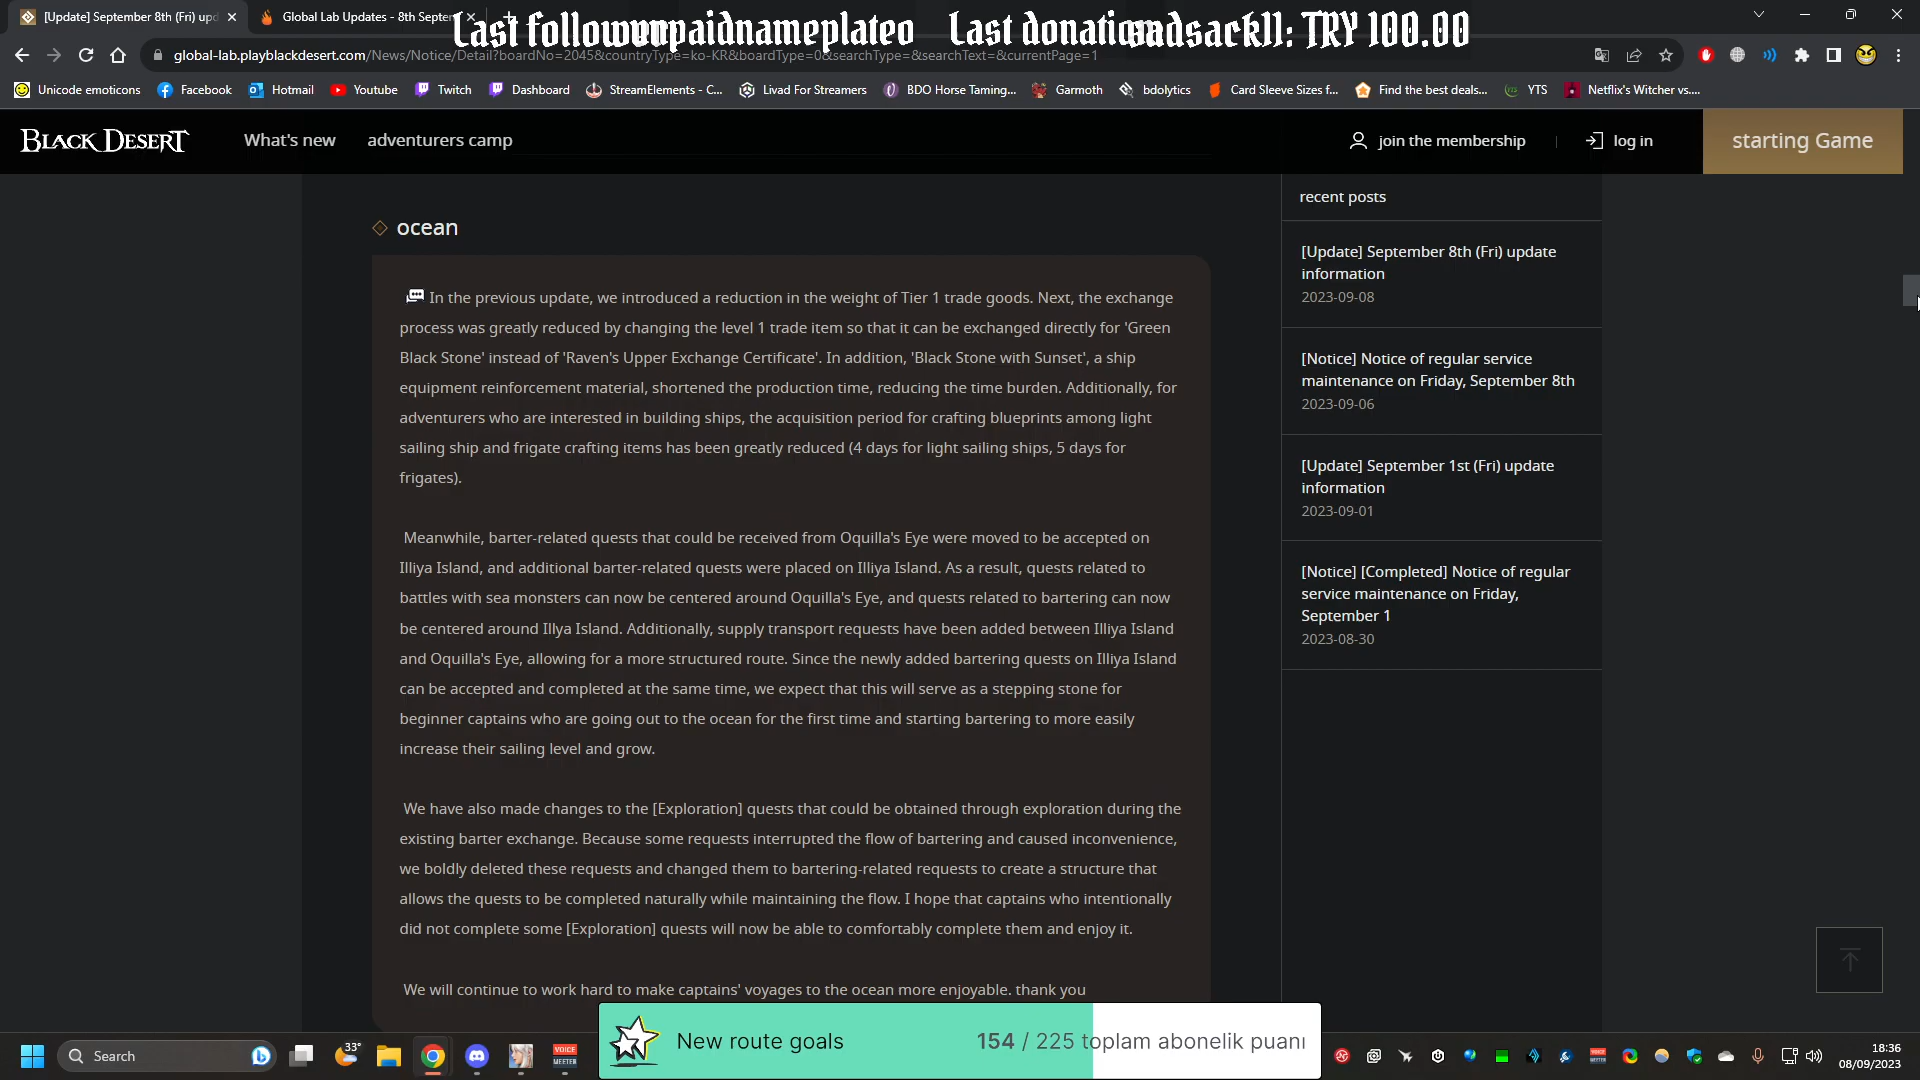 [Update] September 8th (Fri) upd
Global Lab Updates - 8th Septem
Last follower
upaidnameplateo
Last donation
sadsackll: TRY 100.00
global-lab.playblackdesert.com/News/Notice/Detail?boardNo=2045&countryType=ko-KR&boardType=0&searchType=&searchText=&currentPage=1
Unicode emoticons
Facebook
Hotmail
Youtube
Twitch
Dashboard
StreamElements - C...
Livad For Streamers
BDO Horse Taming...
Garmoth
bdolytics
Card Sleeve Sizes f...
Find the best deals...
YTS
Netflix's Witcher vs....
BLACK DESERT
What's new
adventurers camp
join the membership
log in
starting Game
ocean
In the previous update, we introduced a reduction in the weight of Tier 1 trade goods. Next, the exchange
process was greatly reduced by changing the level 1 trade item so that it can be exchanged directly for 'Green
Black Stone' instead of 'Raven's Upper Exchange Certificate'. In addition, 'Black Stone with Sunset', a ship
equipment reinforcement material, shortened the production time, reducing the time burden. Additionally, for
adventurers who are interested in building ships, the acquisition period for crafting blueprints among light
sailing ship and frigate crafting items has been greatly reduced (4 days for light sailing ships, 5 days for
frigates).
Meanwhile, barter-related quests that could be received from Oquilla's Eye were moved to be accepted on
Illiya Island, and additional barter-related quests were placed on Illiya Island. As a result, quests related to
battles with sea monsters can now be centered around Oquilla's Eye, and quests related to bartering can now
be centered around Illya Island. Additionally, supply transport requests have been added between Illiya Island
and Oquilla's Eye, allowing for a more structured route. Since the newly added bartering quests on Illiya Island
can be accepted and completed at the same time, we expect that this will serve as a stepping stone for
beginner captains who are going out to the ocean for the first time and starting bartering to more easily
increase their sailing level and grow.
We have also made changes to the [Exploration] quests that could be obtained through exploration during the
existing barter exchange. Because some requests interrupted the flow of bartering and caused inconvenience,
we boldly deleted these requests and changed them to bartering-related requests to create a structure that
allows the quests to be completed naturally while maintaining the flow. I hope that captains who intentionally
did not complete some [Exploration] quests will now be able to comfortably complete them and enjoy it.
We will continue to work hard to make captains' voyages to the ocean more enjoyable. thank you
recent posts
[Update] September 8th (Fri) update
information
2023-09-08
[Notice] Notice of regular service
maintenance on Friday, September 8th
2023-09-06
[Update] September 1st (Fri) update
information
2023-09-01
[Notice] [Completed] Notice of regular
service maintenance on Friday,
September 1
2023-08-30
New route goals
154 / 225 toplam abonelik puanı
Search
33°
VOICE
MEETER
18:36
08/09/2023